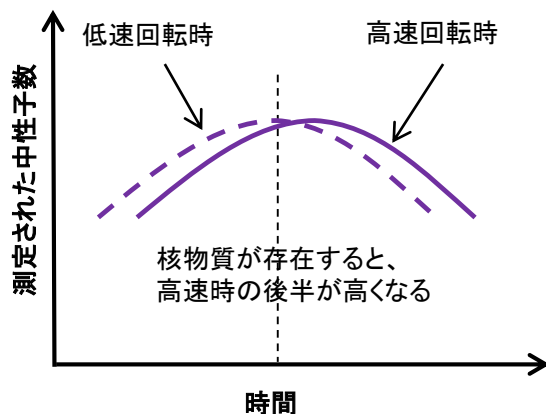 低速回転時
高速回転時
測定された中性子数
核物質が存在すると、
高速時の後半が高くなる
時間